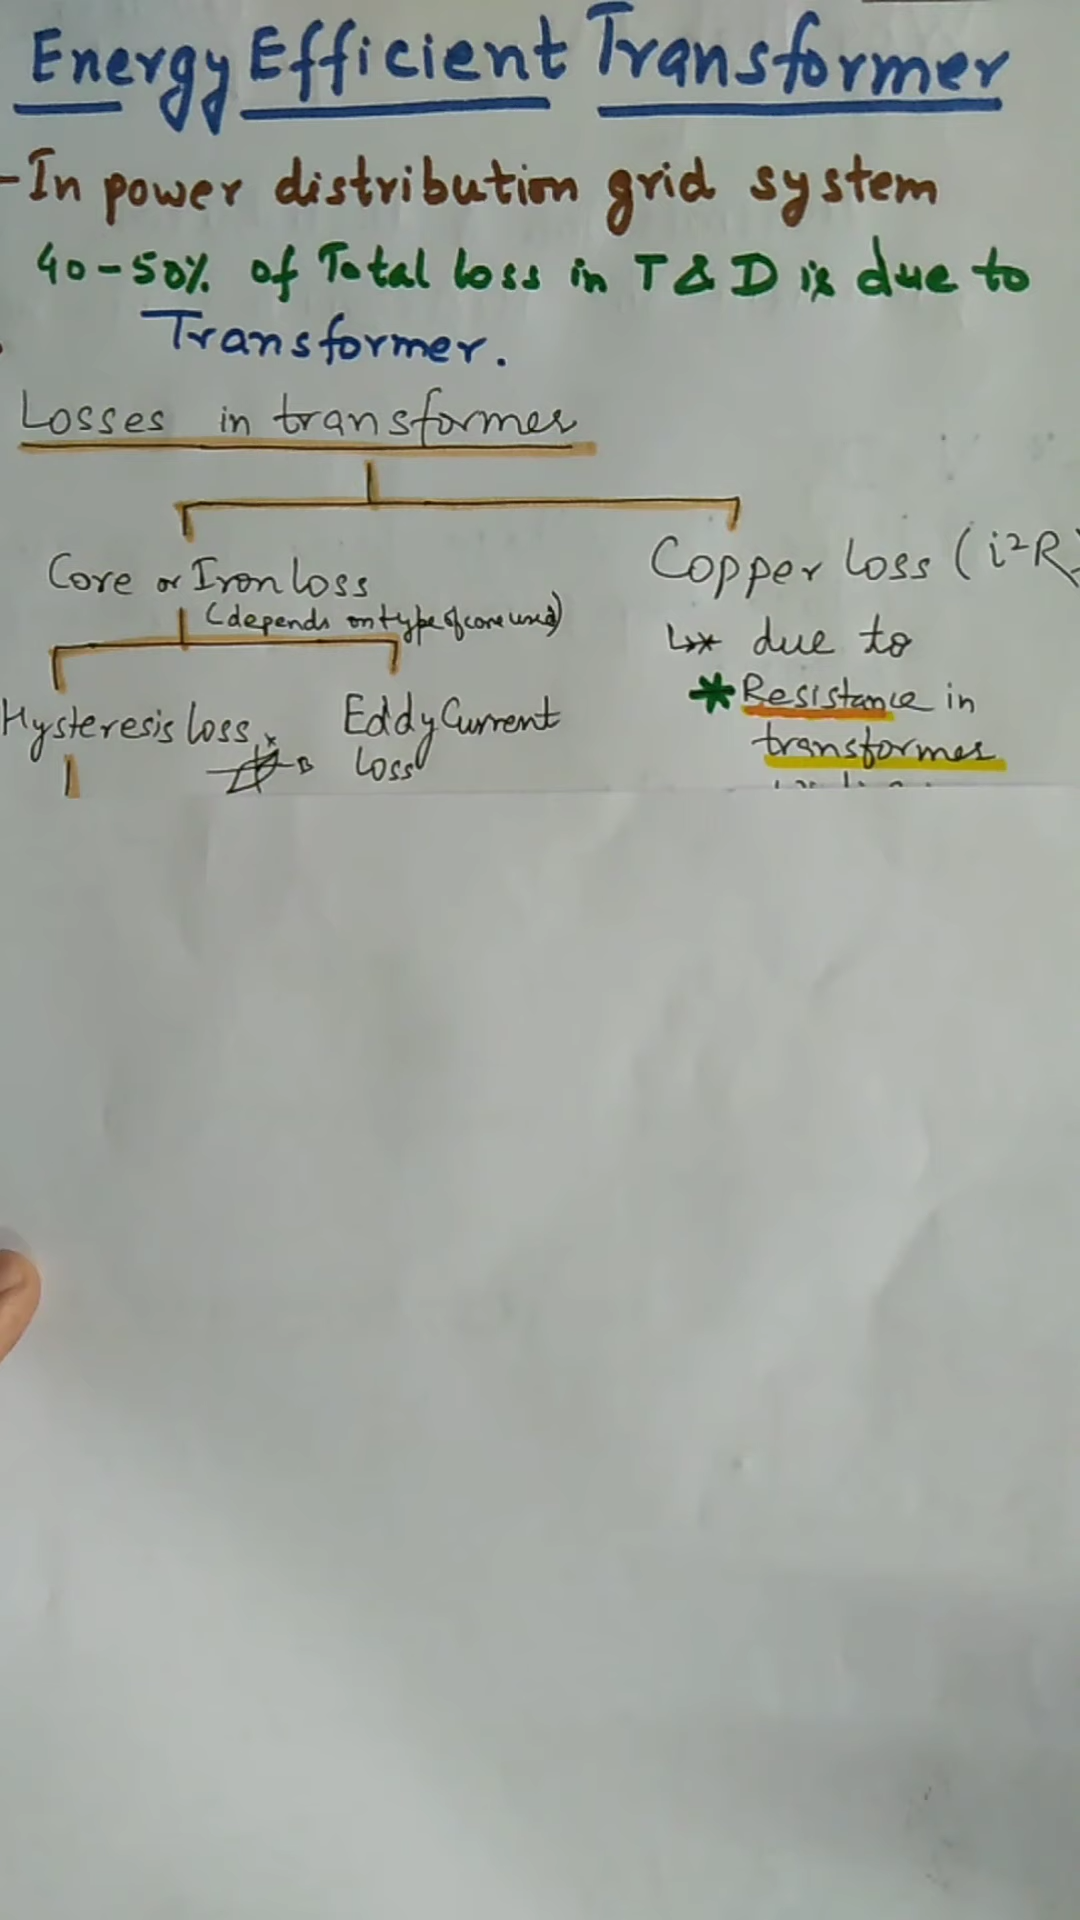 Energy Efficient Transformer
-In power distribution grid system
40-50% of Total loss in T & D is due to
Transformer.
Losses in transformer
Core or Iron loss
(depends on type of core used)
Copper loss (i²R)
↳* due to
* Resistance in
transformer
Hysteresis loss
B
Eddy Current
loss